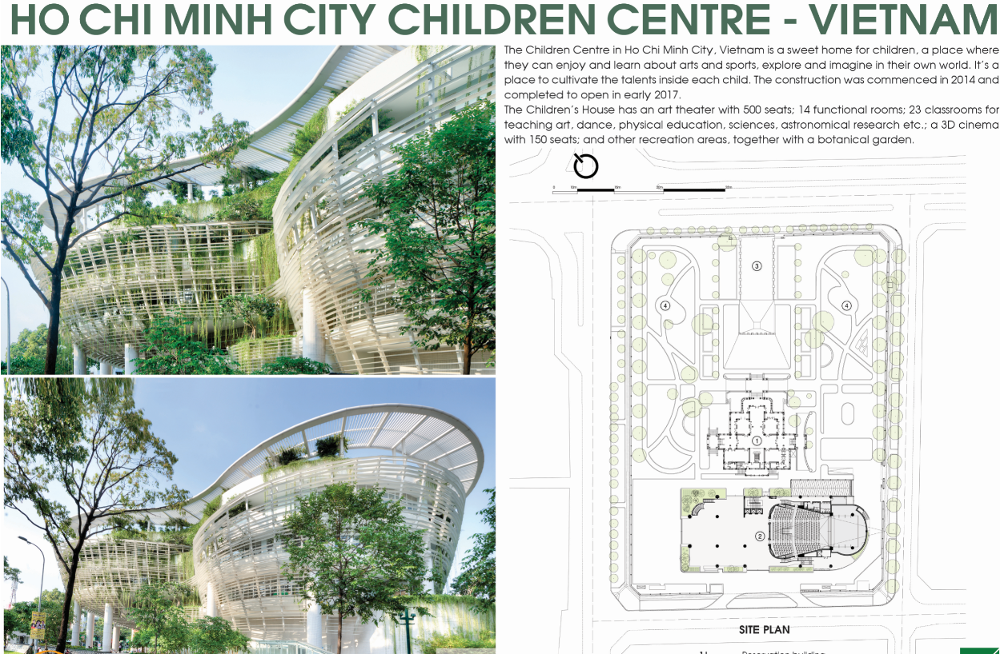 HO CHI MINH CITY CHILDREN CENTRE - VIETNAM
The Children Centre in Ho Chi Minh City, Vietnam is a sweet home for children, a place where
they can enjoy and learn about arts and sports, explore and imagine in their own world. It's a
place to cultivate the talents inside each child. The construction was commenced in 2014 and
completed to open in early 2017.
The Children's House has an art theater with 500 seats; 14 functional rooms; 23 classrooms for
teaching art, dance, physical education, sciences, astronomical research etc.; a 3D cinema
with 150 seats; and other recreation areas, together with a botanical garden.
0
3
4
4
1
2
SITE PLAN